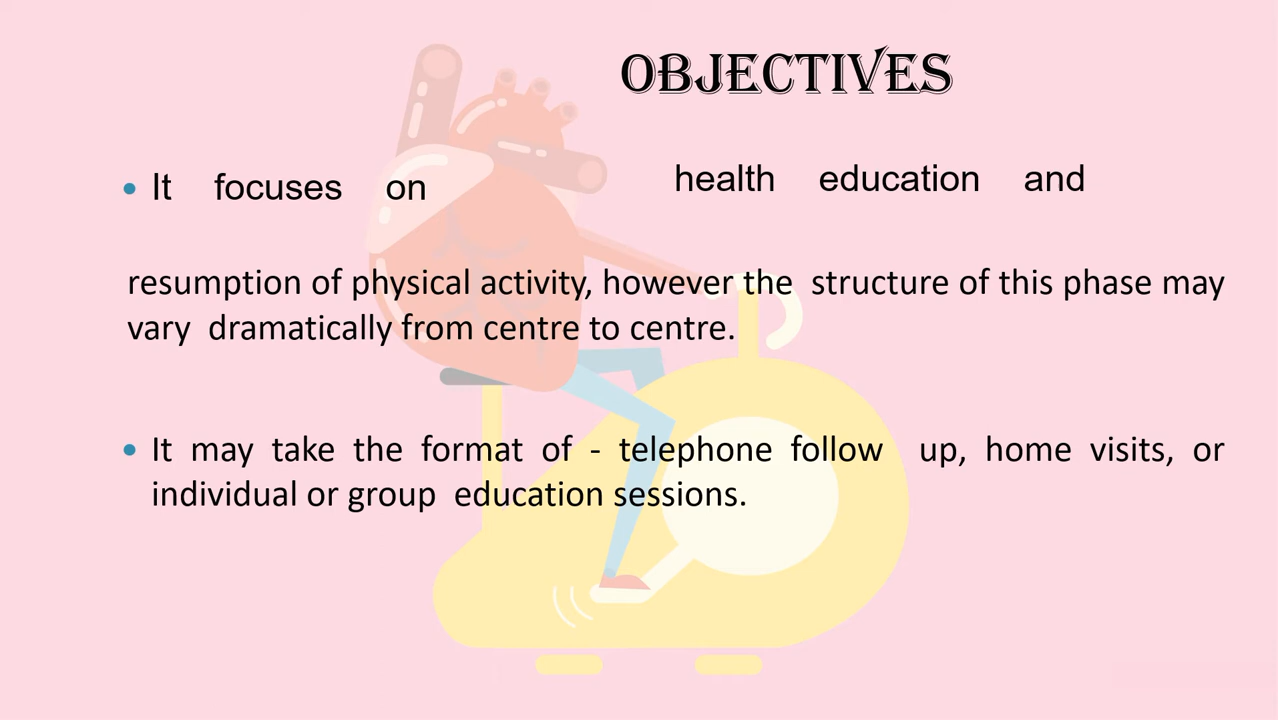 OBJECTIVES
• It focuses on health education and
resumption of physical activity, however the structure of this phase may
vary dramatically from centre to centre.
• It may take the format of - telephone follow up, home visits, or
individual or group education sessions.